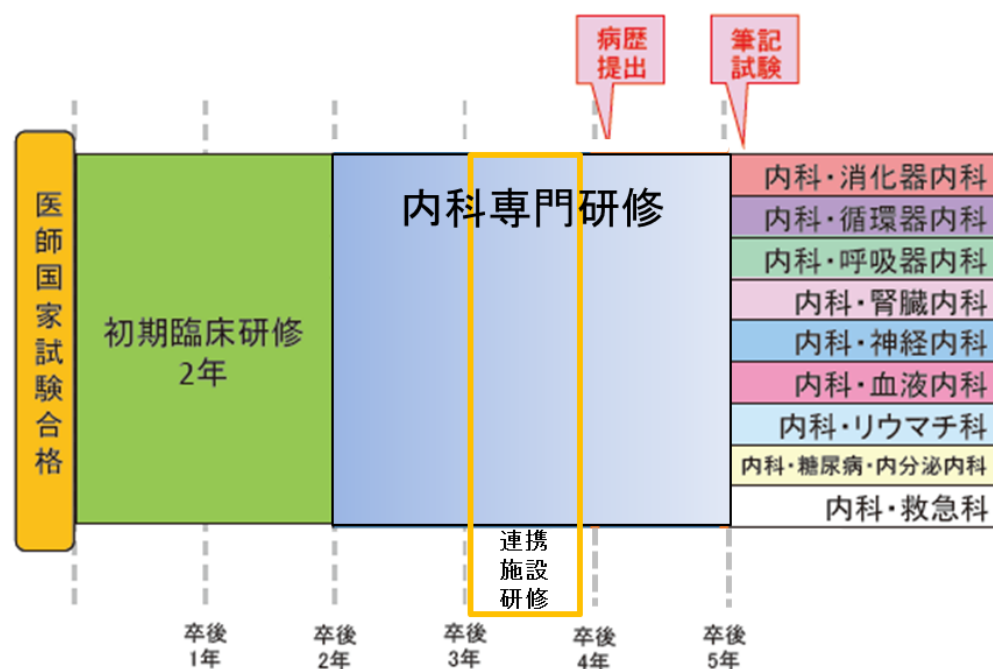 病歴
提出
筆記
試験
医師国家試験合格
初期臨床研修
2年
内科専門研修
連携
施設
研修
内科・消化器内科
内科・循環器内科
内科・呼吸器内科
内科・腎臓内科
内科・神経内科
内科・血液内科
内科・リウマチ科
内科・糖尿病・内分泌内科
内科・救急科
卒後
1年
卒後
2年
卒後
3年
卒後
4年
卒後
5年